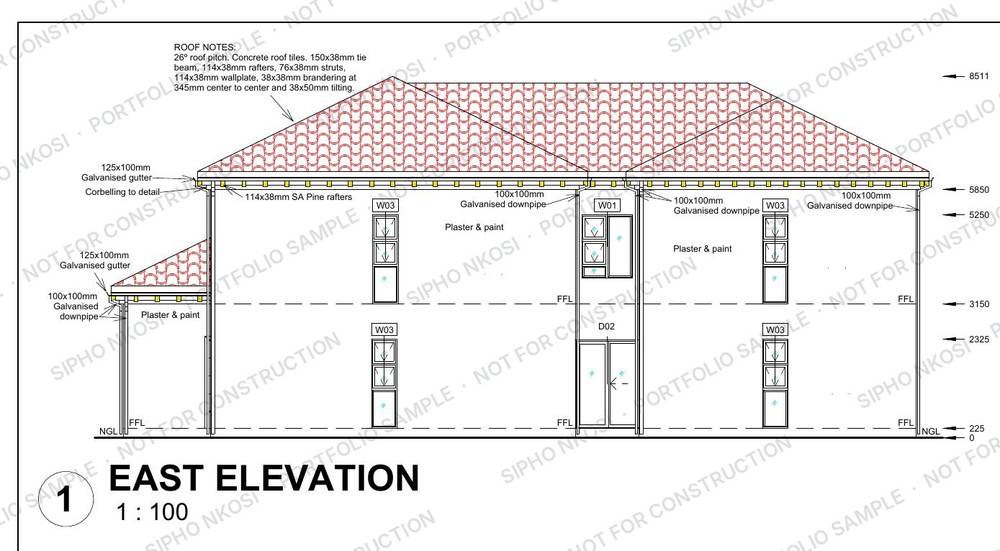 ROOF NOTES:
26° roof pitch. Concrete roof tiles. 150x38mm tie
beam, 114x38mm rafters, 76x38mm struts,
114x38mm wallplate, 38x38mm brandering at
345mm center to center and 38x50mm tilting.
8511
125x100mm
Galvanised gutter
Corbelling to detail
114x38mm SA Pine rafters
100x100mm
Galvanised downpipe
100x100mm
Galvanised downpipe
100x100mm
Galvanised downpipe
5850
W03
W01
W03
5250
Plaster & paint
Plaster & paint
125x100mm
Galvanised gutter
100x100mm
Galvanised
downpipe
Plaster & paint
FFL
FFL
3150
W03
D02
W03
2325
FFL
FFL
FFL
225
NGL
NGL
0
1
EAST ELEVATION
1 : 100
SIPHO NKOSI · PORTFOLIO SAMPLE · NOT FOR CONSTRUCTION